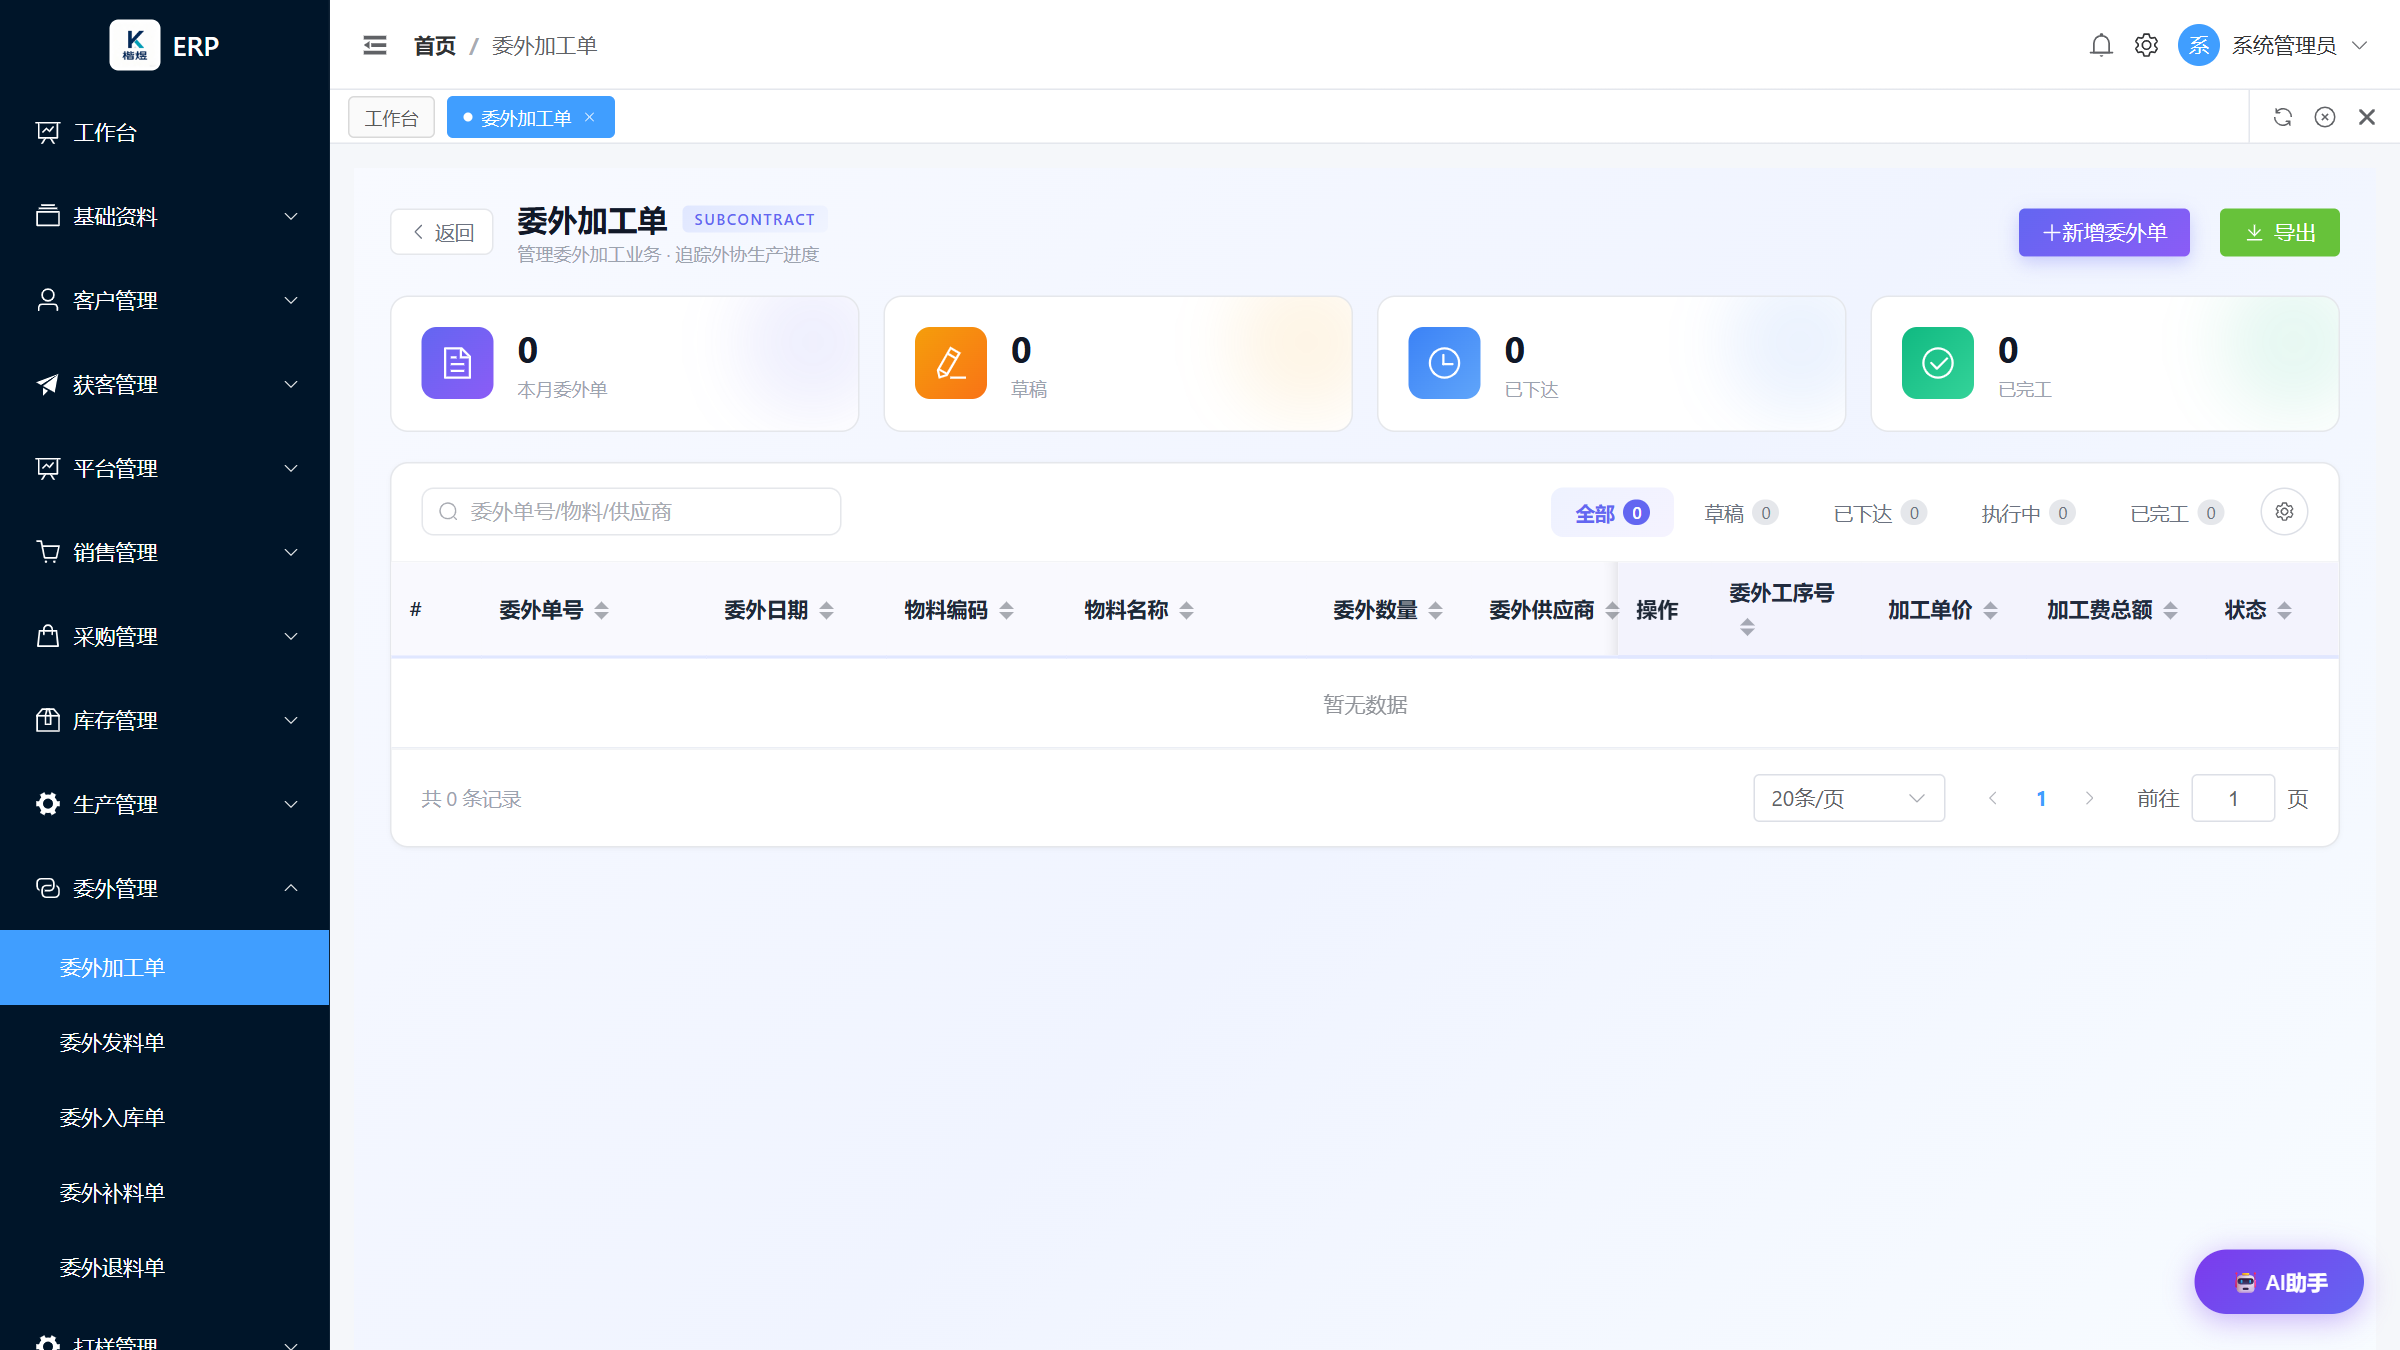 K
楷煜
ERP
工作台
基础资料
客户管理
获客管理
平台管理
销售管理
采购管理
库存管理
生产管理
委外管理
委外加工单
委外发料单
委外入库单
委外补料单
委外退料单
打样管理
首页 / 委外加工单
系 系统管理员
工作台
委外加工单
返回
委外加工单 SUBCONTRACT
管理委外加工业务 · 追踪外协生产进度
新增委外单
导出
0
本月委外单
0
草稿
0
已下达
0
已完工
委外单号/物料/供应商
全部 0 草稿 0 已下达 0 执行中 0 已完工 0
# 委外单号 委外日期 物料编码 物料名称 委外数量 委外供应商 操作 委外工序号 加工单价 加工费总额 状态
暂无数据
共 0 条记录
20条/页 1 前往 1 页
AI助手